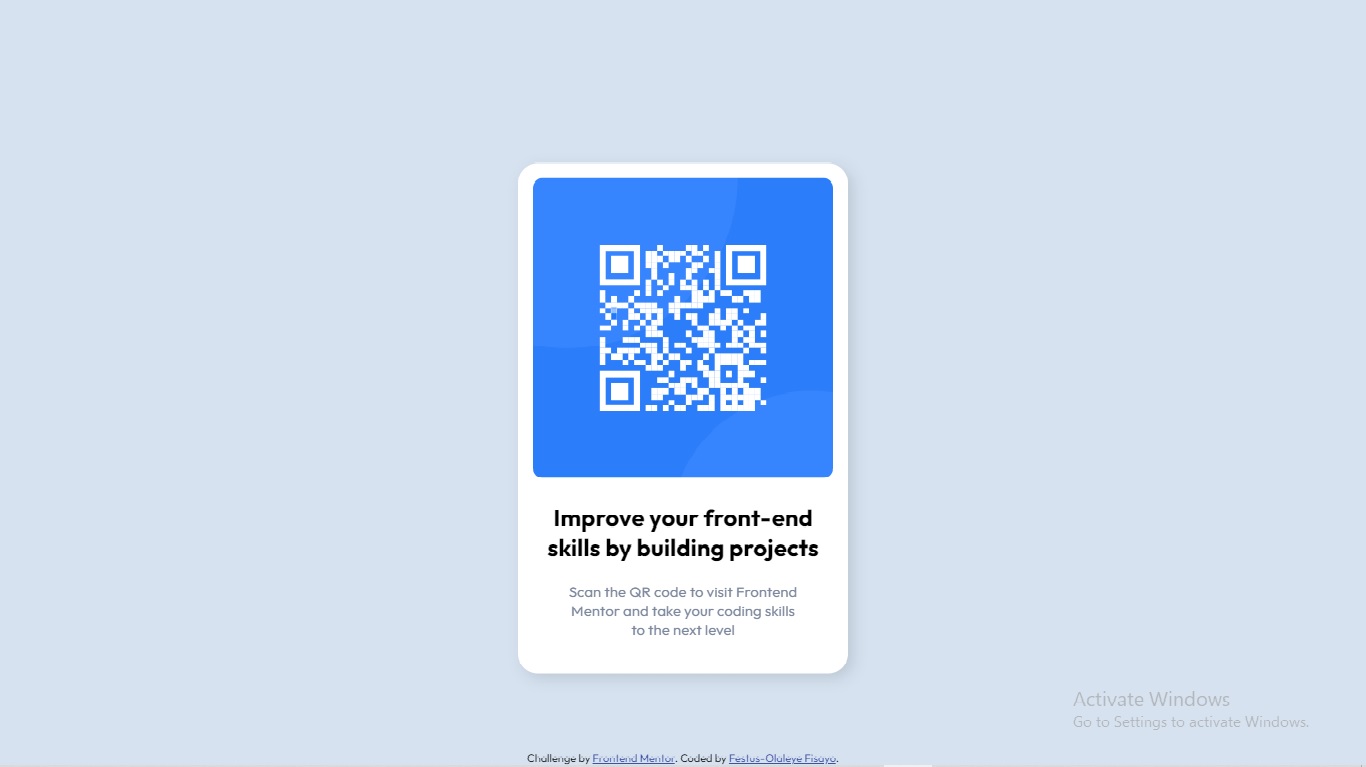 Improve your front-end
skills by building projects
Scan the QR code to visit Frontend
Mentor and take your coding skills
to the next level
Activate Windows
Go to Settings to activate Windows.
Challenge by Frontend Mentor. Coded by Festus-Olaleye Fisayo.